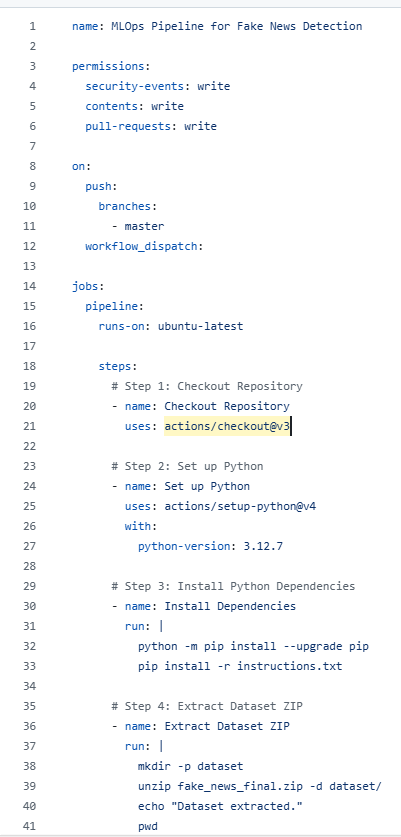 1 name: MLOps Pipeline for Fake News Detection
2
3 permissions:
4   security-events: write
5   contents: write
6   pull-requests: write
7
8 on:
9   push:
10     branches:
11       - master
12   workflow_dispatch:
13
14 jobs:
15   pipeline:
16     runs-on: ubuntu-latest
17
18     steps:
19       # Step 1: Checkout Repository
20       - name: Checkout Repository
21         uses: actions/checkout@v3
22
23       # Step 2: Set up Python
24       - name: Set up Python
25         uses: actions/setup-python@v4
26         with:
27           python-version: 3.12.7
28
29       # Step 3: Install Python Dependencies
30       - name: Install Dependencies
31         run: |
32           python -m pip install --upgrade pip
33           pip install -r instructions.txt
34
35       # Step 4: Extract Dataset ZIP
36       - name: Extract Dataset ZIP
37         run: |
38           mkdir -p dataset
39           unzip fake_news_final.zip -d dataset/
40           echo "Dataset extracted."
41           pwd